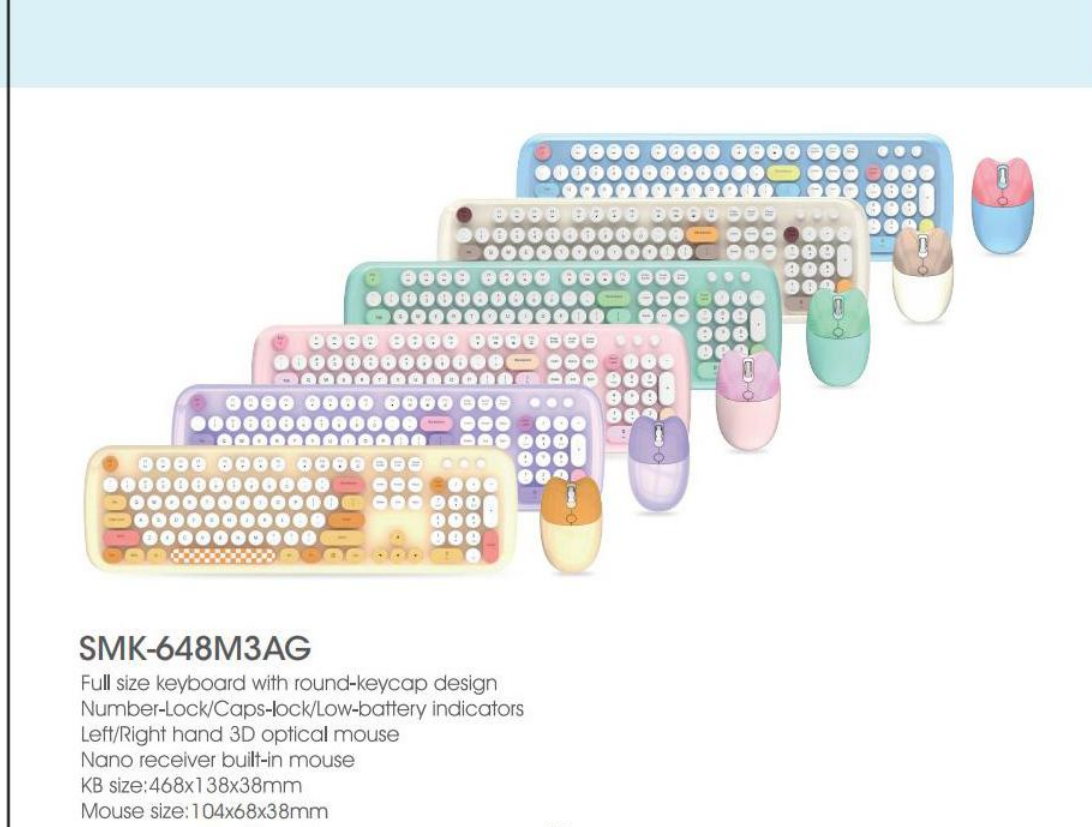 SMK-648M3AG
Full size keyboard with round-keycap design
Number-Lock/Caps-lock/Low-battery indicators
Left/Right hand 3D optical mouse
Nano receiver built-in mouse
KB size:468x138x38mm
Mouse size:104x68x38mm